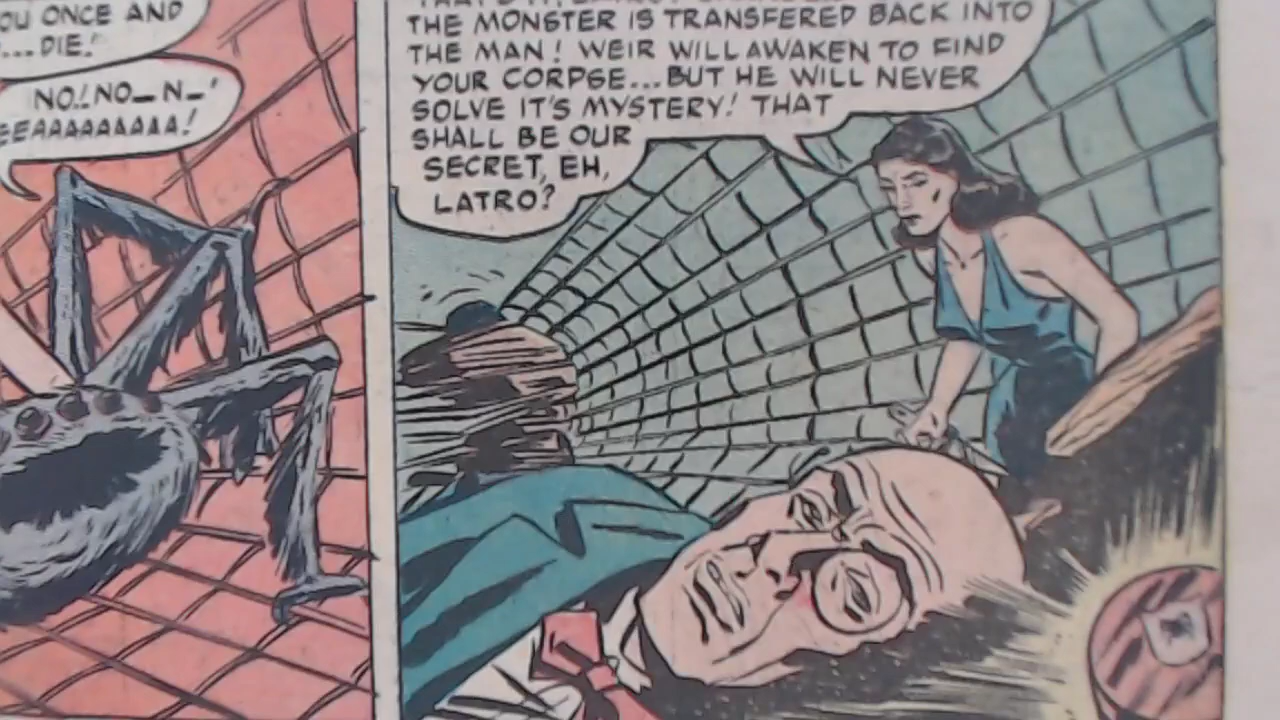 OU ONCE AND
... DIE!
NO!. NO— N—'
EEAAAAAAAAA!
THE MONSTER IS TRANSFERED BACK INTO
THE MAN! WEIR WILL AWAKEN TO FIND
YOUR CORPSE... BUT HE WILL NEVER
SOLVE IT'S MYSTERY! THAT
SHALL BE OUR
SECRET, EH,
LATRO?